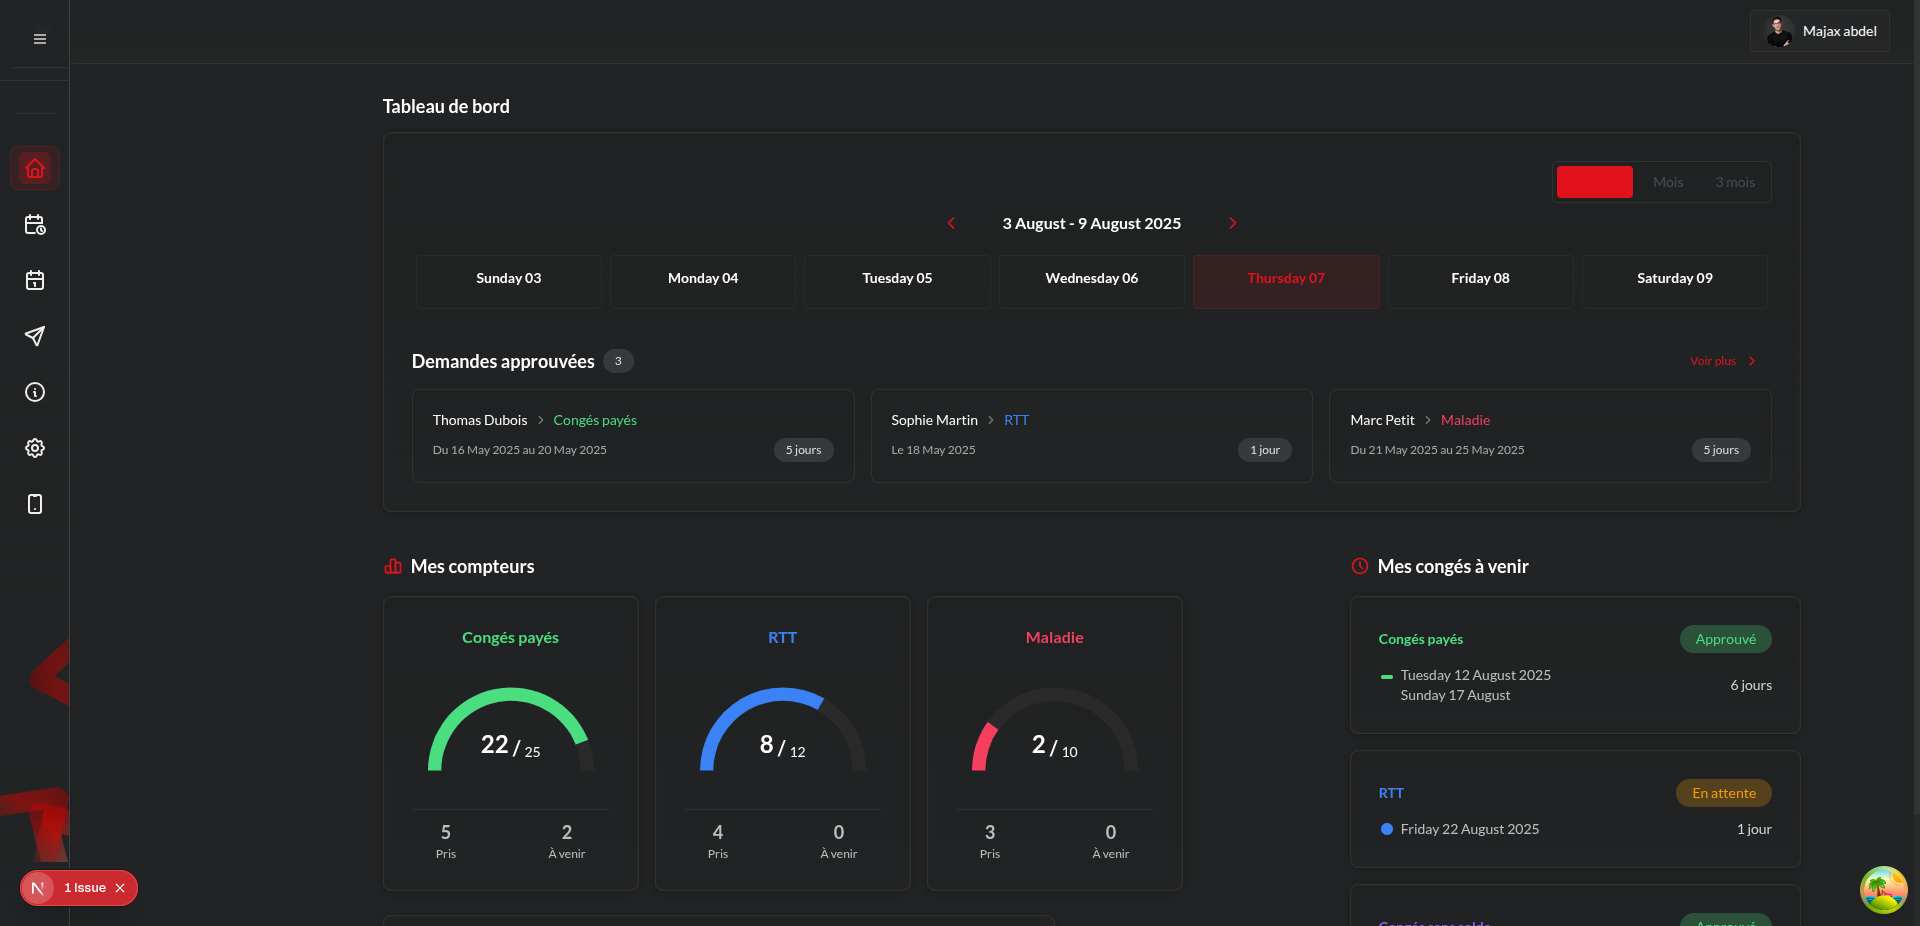 Majax abdel
Tableau de bord
Mois
3 mois
3 August - 9 August 2025
Sunday 03
Monday 04
Tuesday 05
Wednesday 06
Thursday 07
Friday 08
Saturday 09
Demandes approuvées
3
Voir plus
Thomas Dubois
Congés payés
Du 16 May 2025 au 20 May 2025
5 jours
Sophie Martin
RTT
Le 18 May 2025
1 jour
Marc Petit
Maladie
Du 21 May 2025 au 25 May 2025
5 jours
Mes compteurs
Congés payés
22 / 25
5
Pris
2
À venir
RTT
8 / 12
4
Pris
0
À venir
Maladie
2 / 10
3
Pris
0
À venir
Mes congés à venir
Congés payés
Approuvé
Tuesday 12 August 2025
Sunday 17 August
6 jours
RTT
En attente
Friday 22 August 2025
1 jour
N
1 Issue